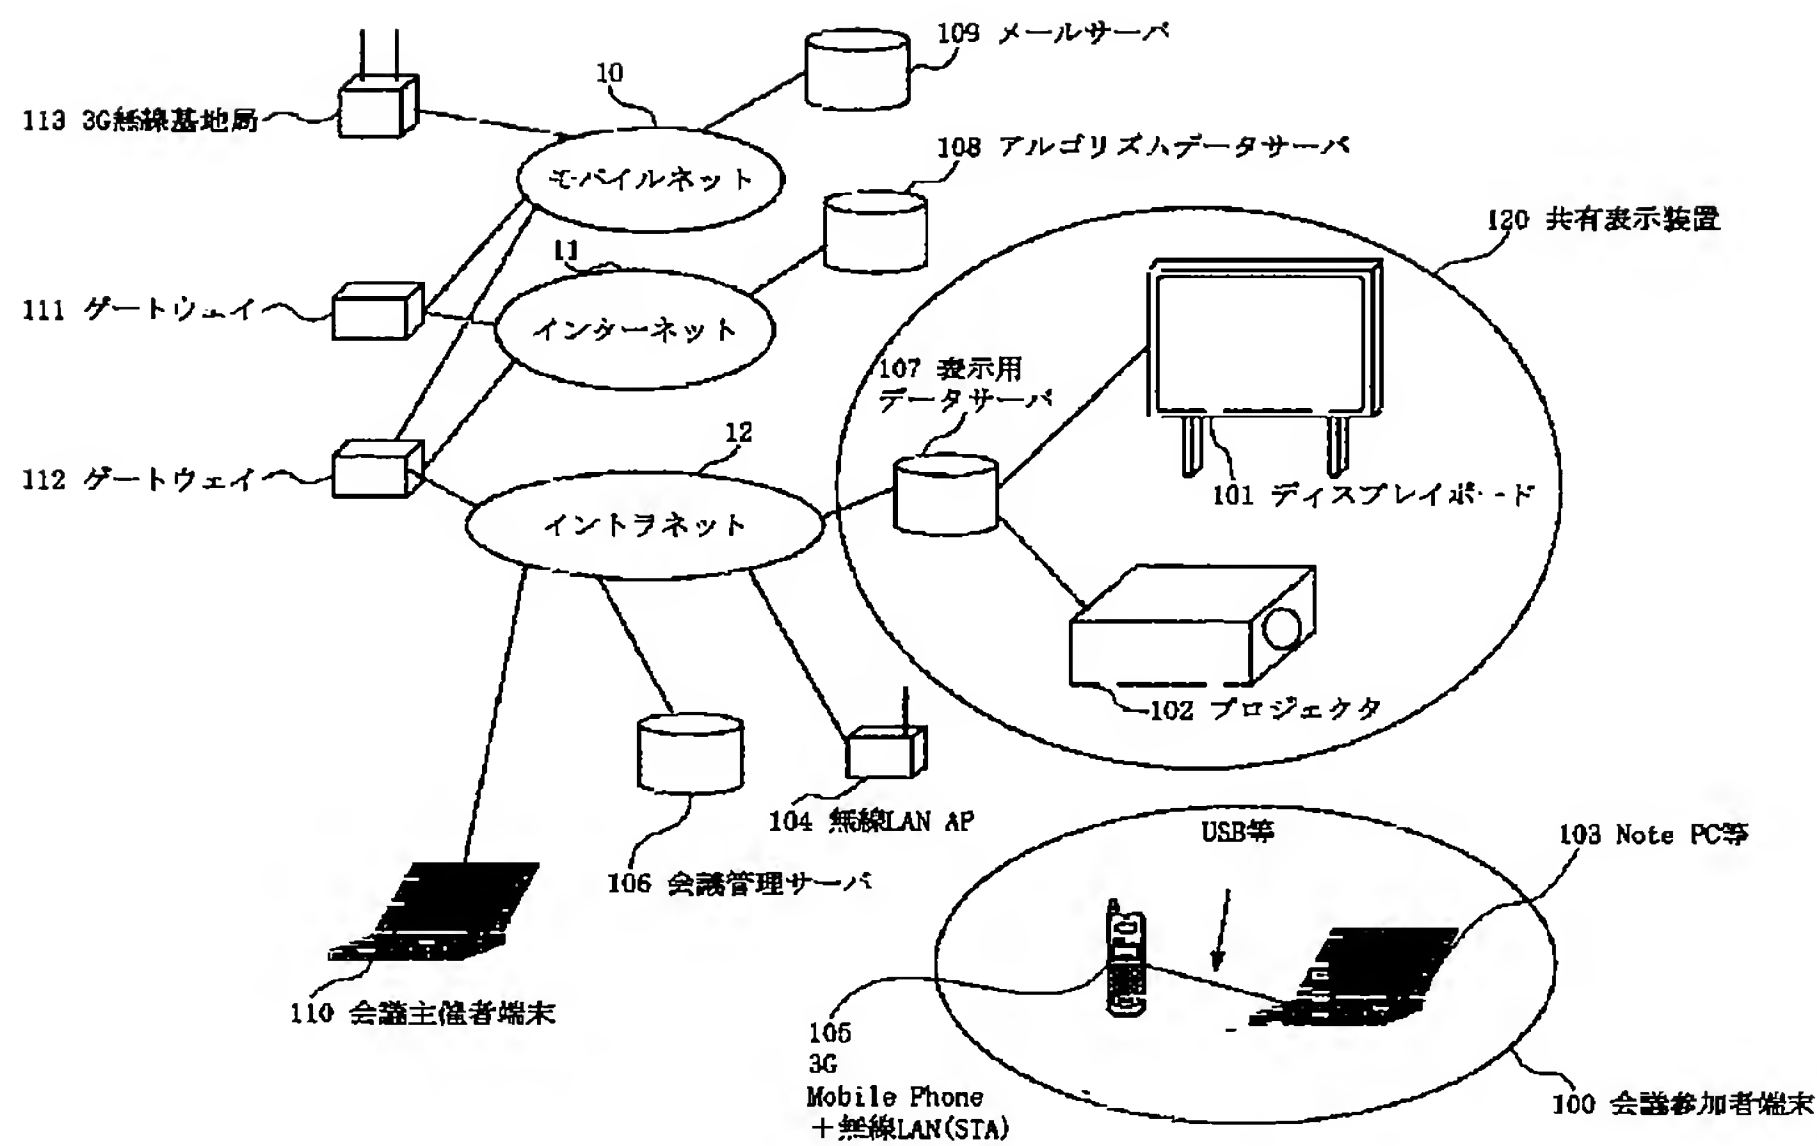 109 メールサーバ
10
113 3G無線基地局
モバイルネット
108 アルゴリズムデータサーバ
120 共有表示装置
11
111 ゲートウェイ
インターネット
107 表示用
データサーバ
12
112 ゲートウェイ
101 ディスプレイボード
イントラネット
102 プロジェクタ
104 無線LAN AP
USB等
103 Note PC等
106 会議管理サーバ
110 会議主催者端末
105
3G
Mobile Phone
+無線LAN(STA)
100 会議参加者端末